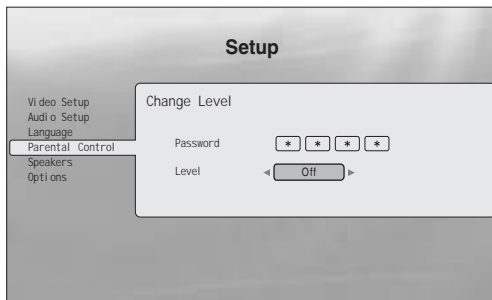 Setup
Video Setup
Audio Setup
Language
Parental Control
Speakers
Options
Change Level
Password * * * *
Level ◀ Off ▶